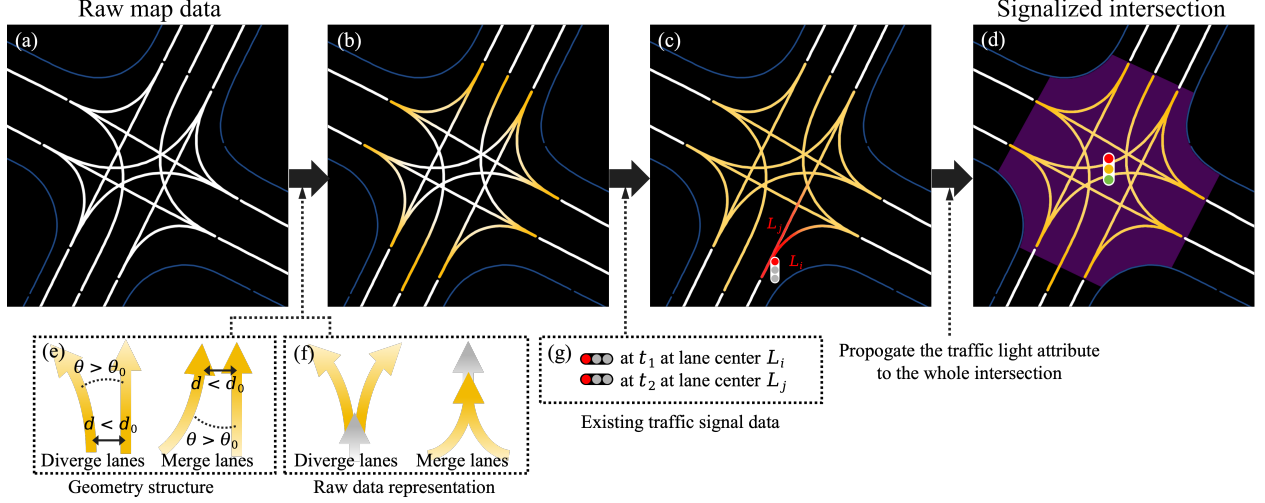 Raw map data
Signalized intersection
(a)
(b)
(c)
(d)
L_j
L_i
(e)
θ > θ_0
d < d_0
d < d_0
θ > θ_0
Diverge lanes
Merge lanes
Geometry structure
(f)
Diverge lanes
Merge lanes
Raw data representation
(g)
at t_1 at lane center L_i
at t_2 at lane center L_j
Existing traffic signal data
Propogate the traffic light attribute
to the whole intersection